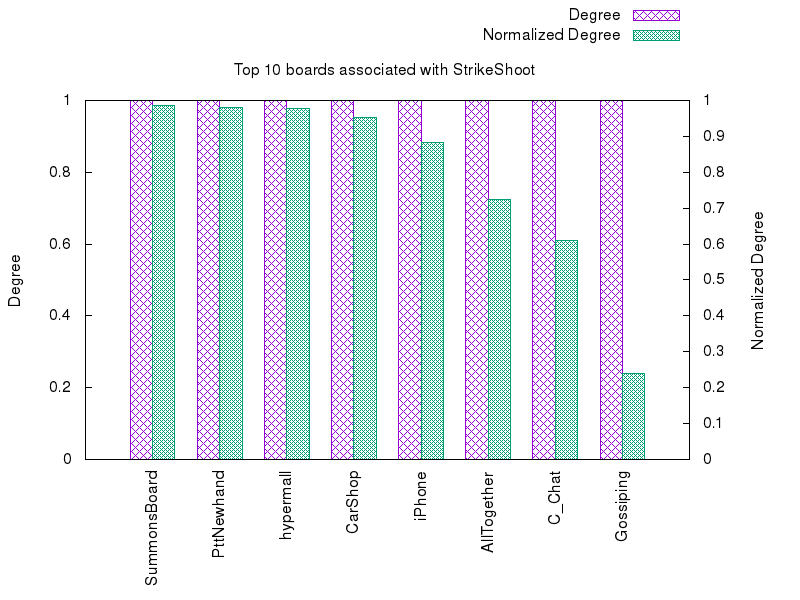 Degree
Normalized Degree
Top 10 boards associated with StrikeShoot
1
0.8
0.6
0.4
0.2
0
1
0.9
0.8
0.7
0.6
0.5
0.4
0.3
0.2
0.1
0
Degree
Normalized Degree
SummonsBoard
PttNewhand
hypermall
CarShop
iPhone
AllTogether
C_Chat
Gossiping